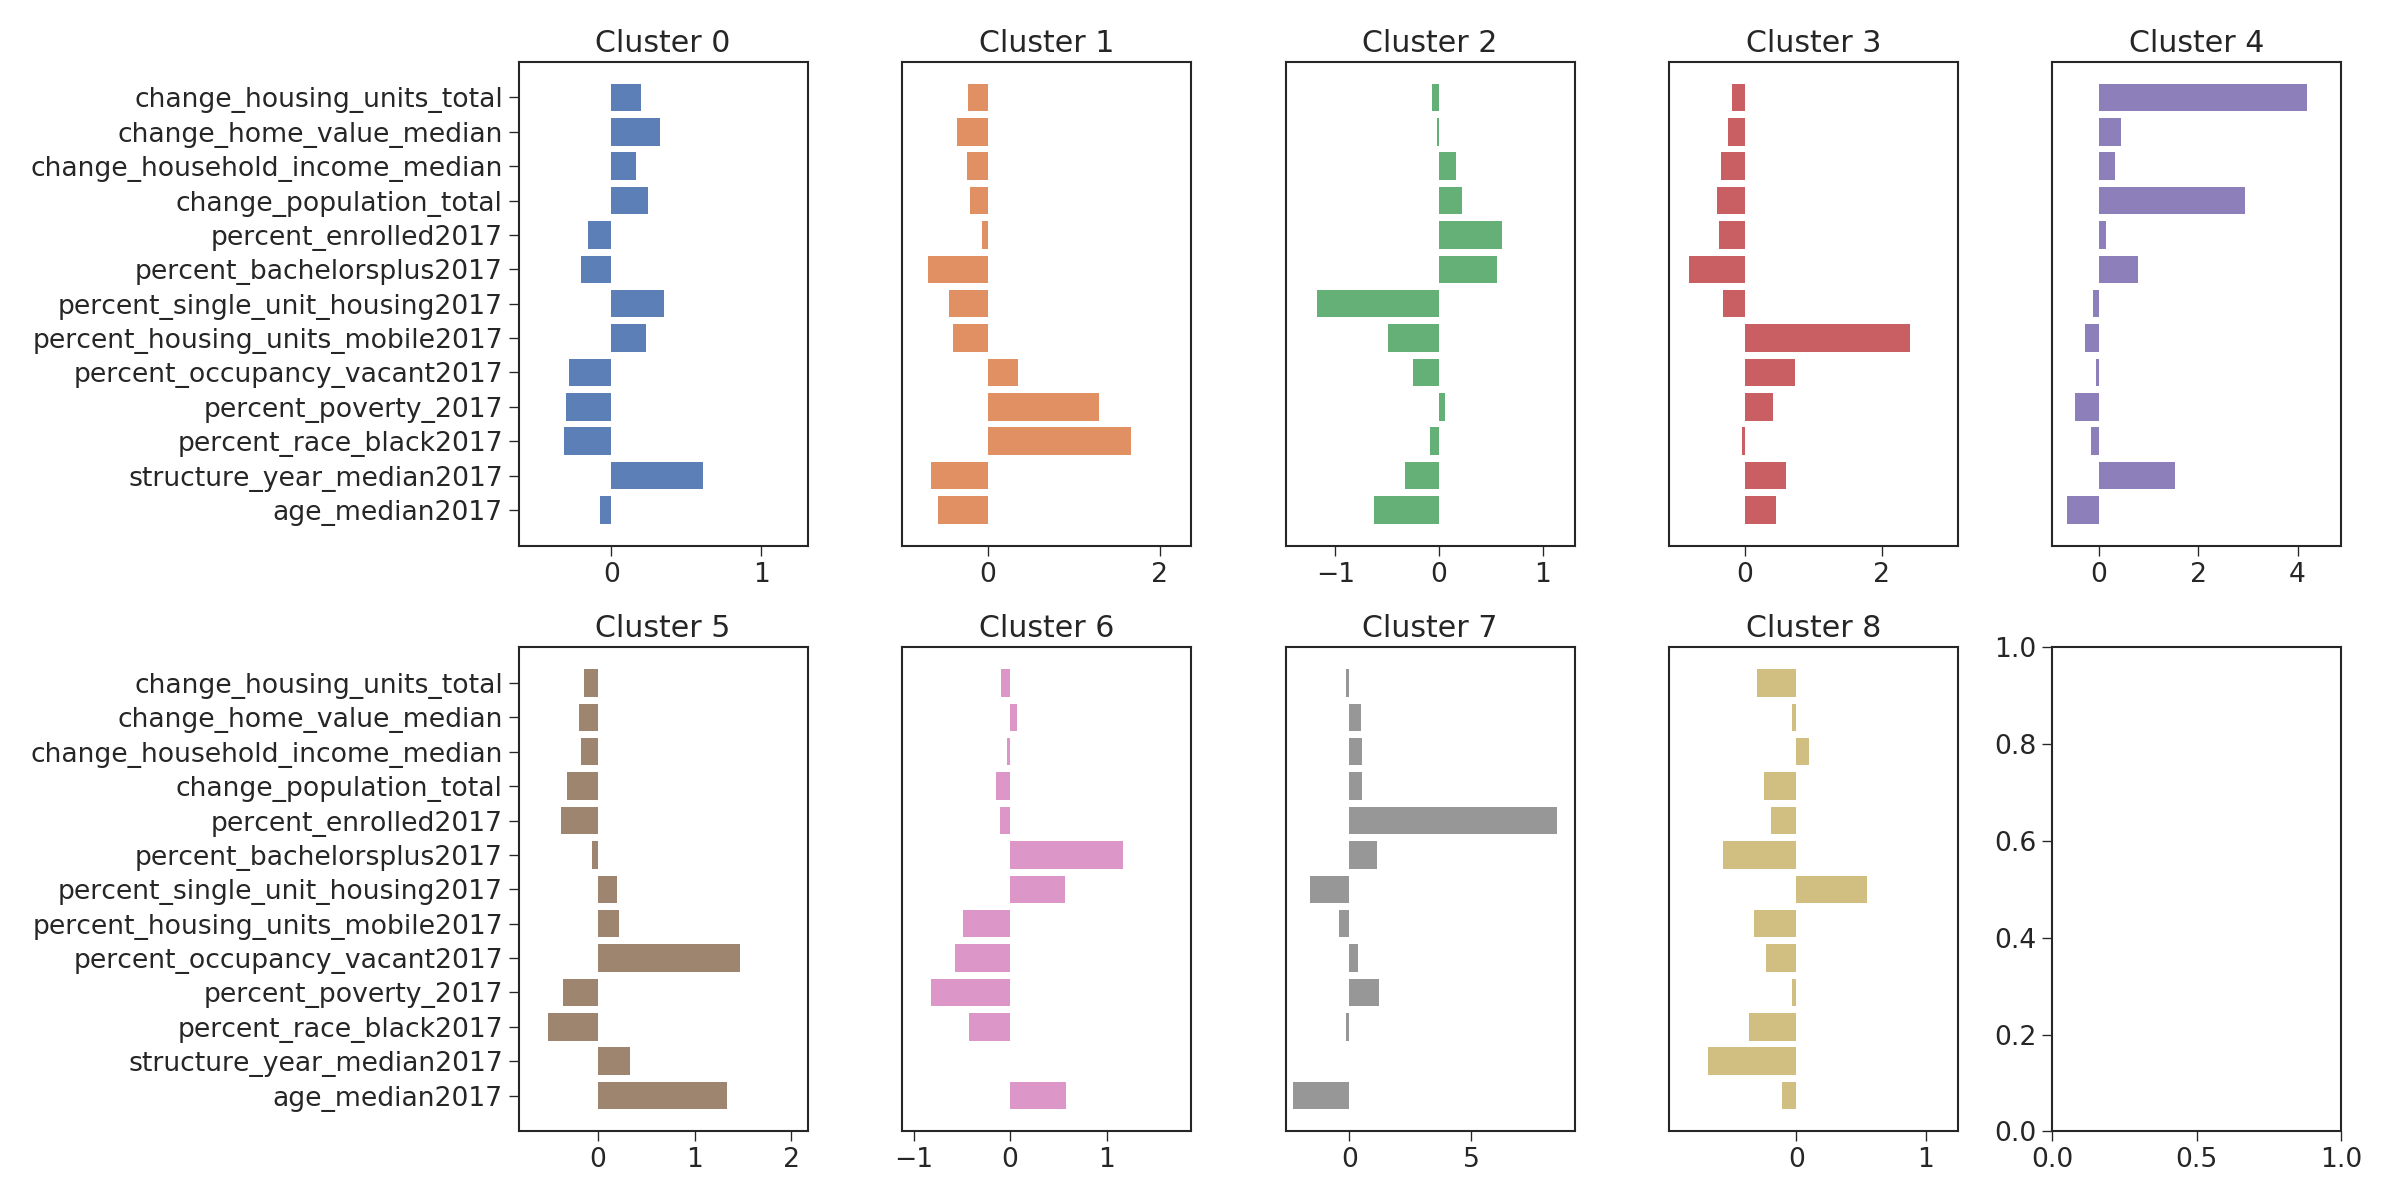 Cluster 0
Cluster 1
Cluster 2
Cluster 3
Cluster 4
change_housing_units_total
change_home_value_median
change_household_income_median
change_population_total
percent_enrolled2017
percent_bachelorsplus2017
percent_single_unit_housing2017
percent_housing_units_mobile2017
percent_occupancy_vacant2017
percent_poverty_2017
percent_race_black2017
structure_year_median2017
age_median2017
0 1
0 2
−1 0 1
0 2
0 2 4
Cluster 5
Cluster 6
Cluster 7
Cluster 8
change_housing_units_total
change_home_value_median
change_household_income_median
change_population_total
percent_enrolled2017
percent_bachelorsplus2017
percent_single_unit_housing2017
percent_housing_units_mobile2017
percent_occupancy_vacant2017
percent_poverty_2017
percent_race_black2017
structure_year_median2017
age_median2017
0 1 2
−1 0 1
0 5
0 1
1.0
0.8
0.6
0.4
0.2
0.0
0.0 0.5 1.0